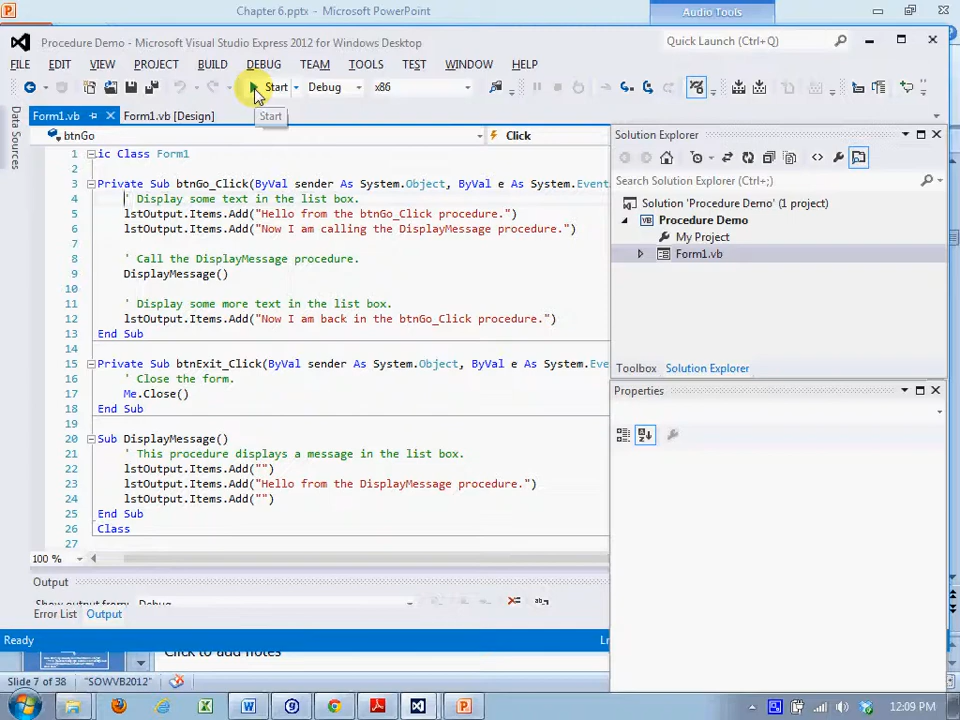 Chapter 6.pptx - Microsoft PowerPoint
Audio Tools
Procedure Demo - Microsoft Visual Studio Express 2012 for Windows Desktop
Quick Launch (Ctrl+Q)
FILE EDIT VIEW PROJECT BUILD DEBUG TEAM TOOLS TEST WINDOW HELP
Start Debug x86
Form1.vb Form1.vb [Design]
Start
Data Sources
btnGo Click
1 ic Class Form1
2
3 Private Sub btnGo_Click(ByVal sender As System.Object, ByVal e As System.Event
4 ' Display some text in the list box.
5 lstOutput.Items.Add("Hello from the btnGo_Click procedure.")
6 lstOutput.Items.Add("Now I am calling the DisplayMessage procedure.")
7
8 ' Call the DisplayMessage procedure.
9 DisplayMessage()
10
11 ' Display some more text in the list box.
12 lstOutput.Items.Add("Now I am back in the btnGo_Click procedure.")
13 End Sub
14
15 Private Sub btnExit_Click(ByVal sender As System.Object, ByVal e As System.Eve
16 ' Close the form.
17 Me.Close()
18 End Sub
19
20 Sub DisplayMessage()
21 ' This procedure displays a message in the list box.
22 lstOutput.Items.Add("")
23 lstOutput.Items.Add("Hello from the DisplayMessage procedure.")
24 lstOutput.Items.Add("")
25 End Sub
26 Class
27
100 %
Output
Show output from: Debug
Error List Output
Ready
Ln
Solution Explorer
Search Solution Explorer (Ctrl+;)
Solution 'Procedure Demo' (1 project)
VB Procedure Demo
My Project
Form1.vb
Toolbox Solution Explorer
Properties
Click to add notes
Slide 7 of 38 "SOWVB2012"
12:09 PM